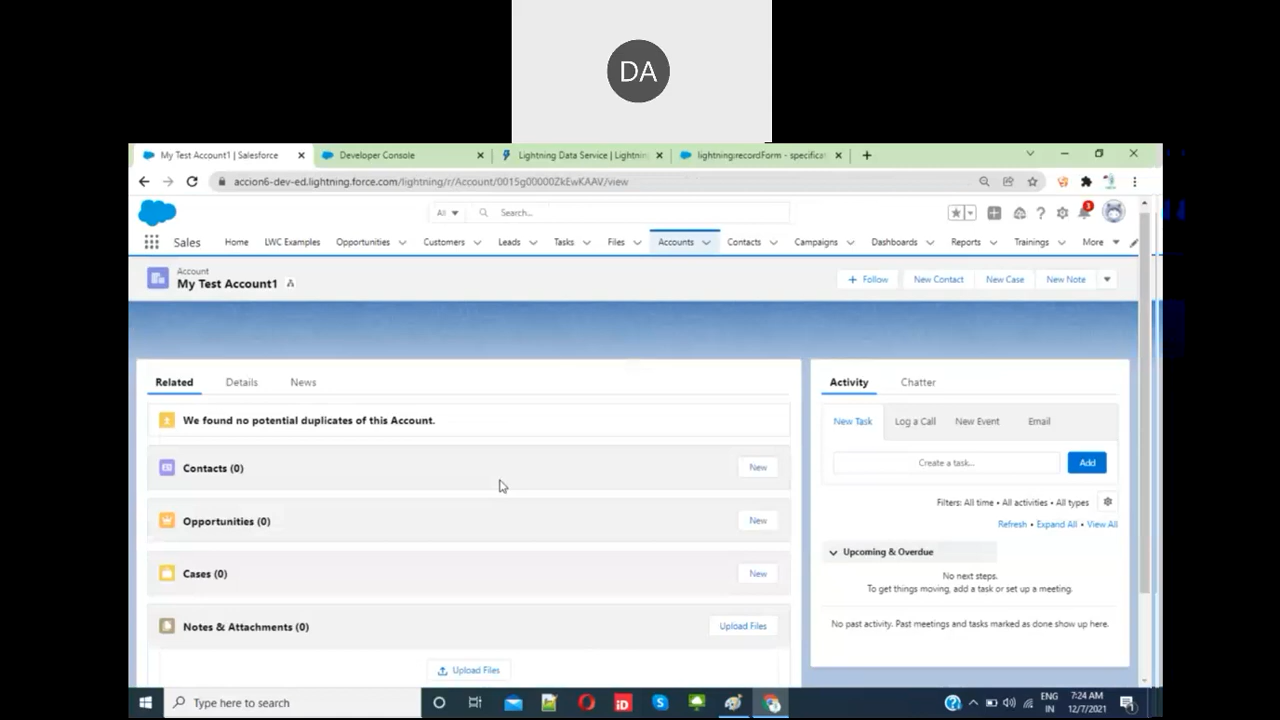 DA
My Test Account1 | Salesforce
Developer Console
Lightning Data Service | Lightnin
lightning:recordForm - specificat
accion6-dev-ed.lightning.force.com/lightning/r/Account/0015g00000ZkEwKAAV/view
All
Search...
3
Sales
Home
LWC Examples
Opportunities
Customers
Leads
Tasks
Files
Accounts
Contacts
Campaigns
Dashboards
Reports
Trainings
More
Account
My Test Account1
+ Follow
New Contact
New Case
New Note
Related
Details
News
We found no potential duplicates of this Account.
Contacts (0)
New
Opportunities (0)
New
Cases (0)
New
Notes & Attachments (0)
Upload Files
Upload Files
Activity
Chatter
New Task
Log a Call
New Event
Email
Create a task...
Add
Filters: All time • All activities • All types
Refresh • Expand All • View All
Upcoming & Overdue
No next steps.
To get things moving, add a task or set up a meeting.
No past activity. Past meetings and tasks marked as done show up here.
Type here to search
iD
ENG
IN
7:24 AM
12/7/2021
1